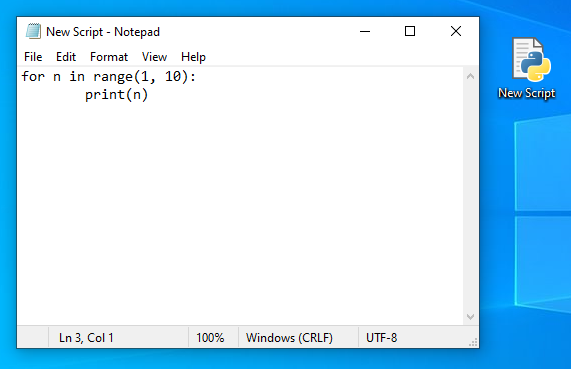 New Script - Notepad
File Edit Format View Help
for n in range(1, 10):
        print(n)
New Script
Ln 3, Col 1 100% Windows (CRLF) UTF-8